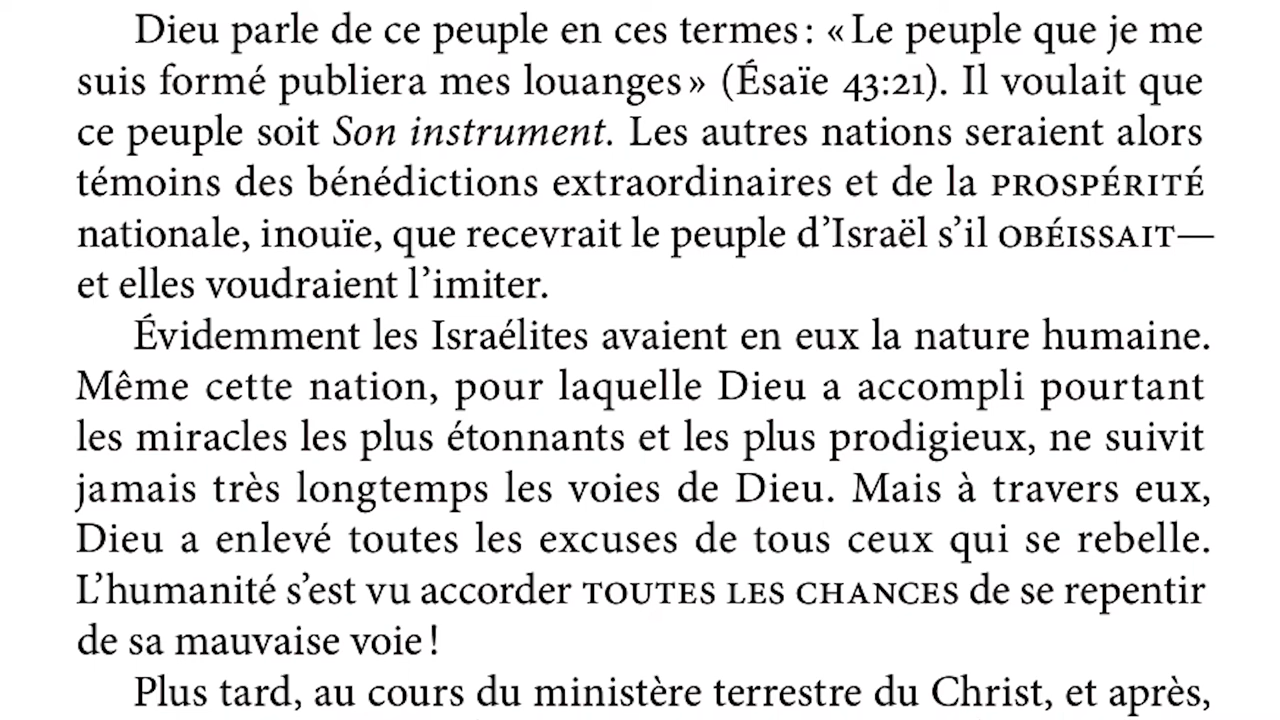 Dieu parle de ce peuple en ces termes : « Le peuple que je me
suis formé publiera mes louanges » (Ésaïe 43:21). Il voulait que
ce peuple soit Son instrument. Les autres nations seraient alors
témoins des bénédictions extraordinaires et de la PROSPÉRITÉ
nationale, inouïe, que recevrait le peuple d’Israël s’il OBÉISSAIT—
et elles voudraient l’imiter.
Évidemment les Israélites avaient en eux la nature humaine.
Même cette nation, pour laquelle Dieu a accompli pourtant
les miracles les plus étonnants et les plus prodigieux, ne suivit
jamais très longtemps les voies de Dieu. Mais à travers eux,
Dieu a enlevé toutes les excuses de tous ceux qui se rebelle.
L’humanité s’est vu accorder TOUTES LES CHANCES de se repentir
de sa mauvaise voie !
Plus tard, au cours du ministère terrestre du Christ, et après,